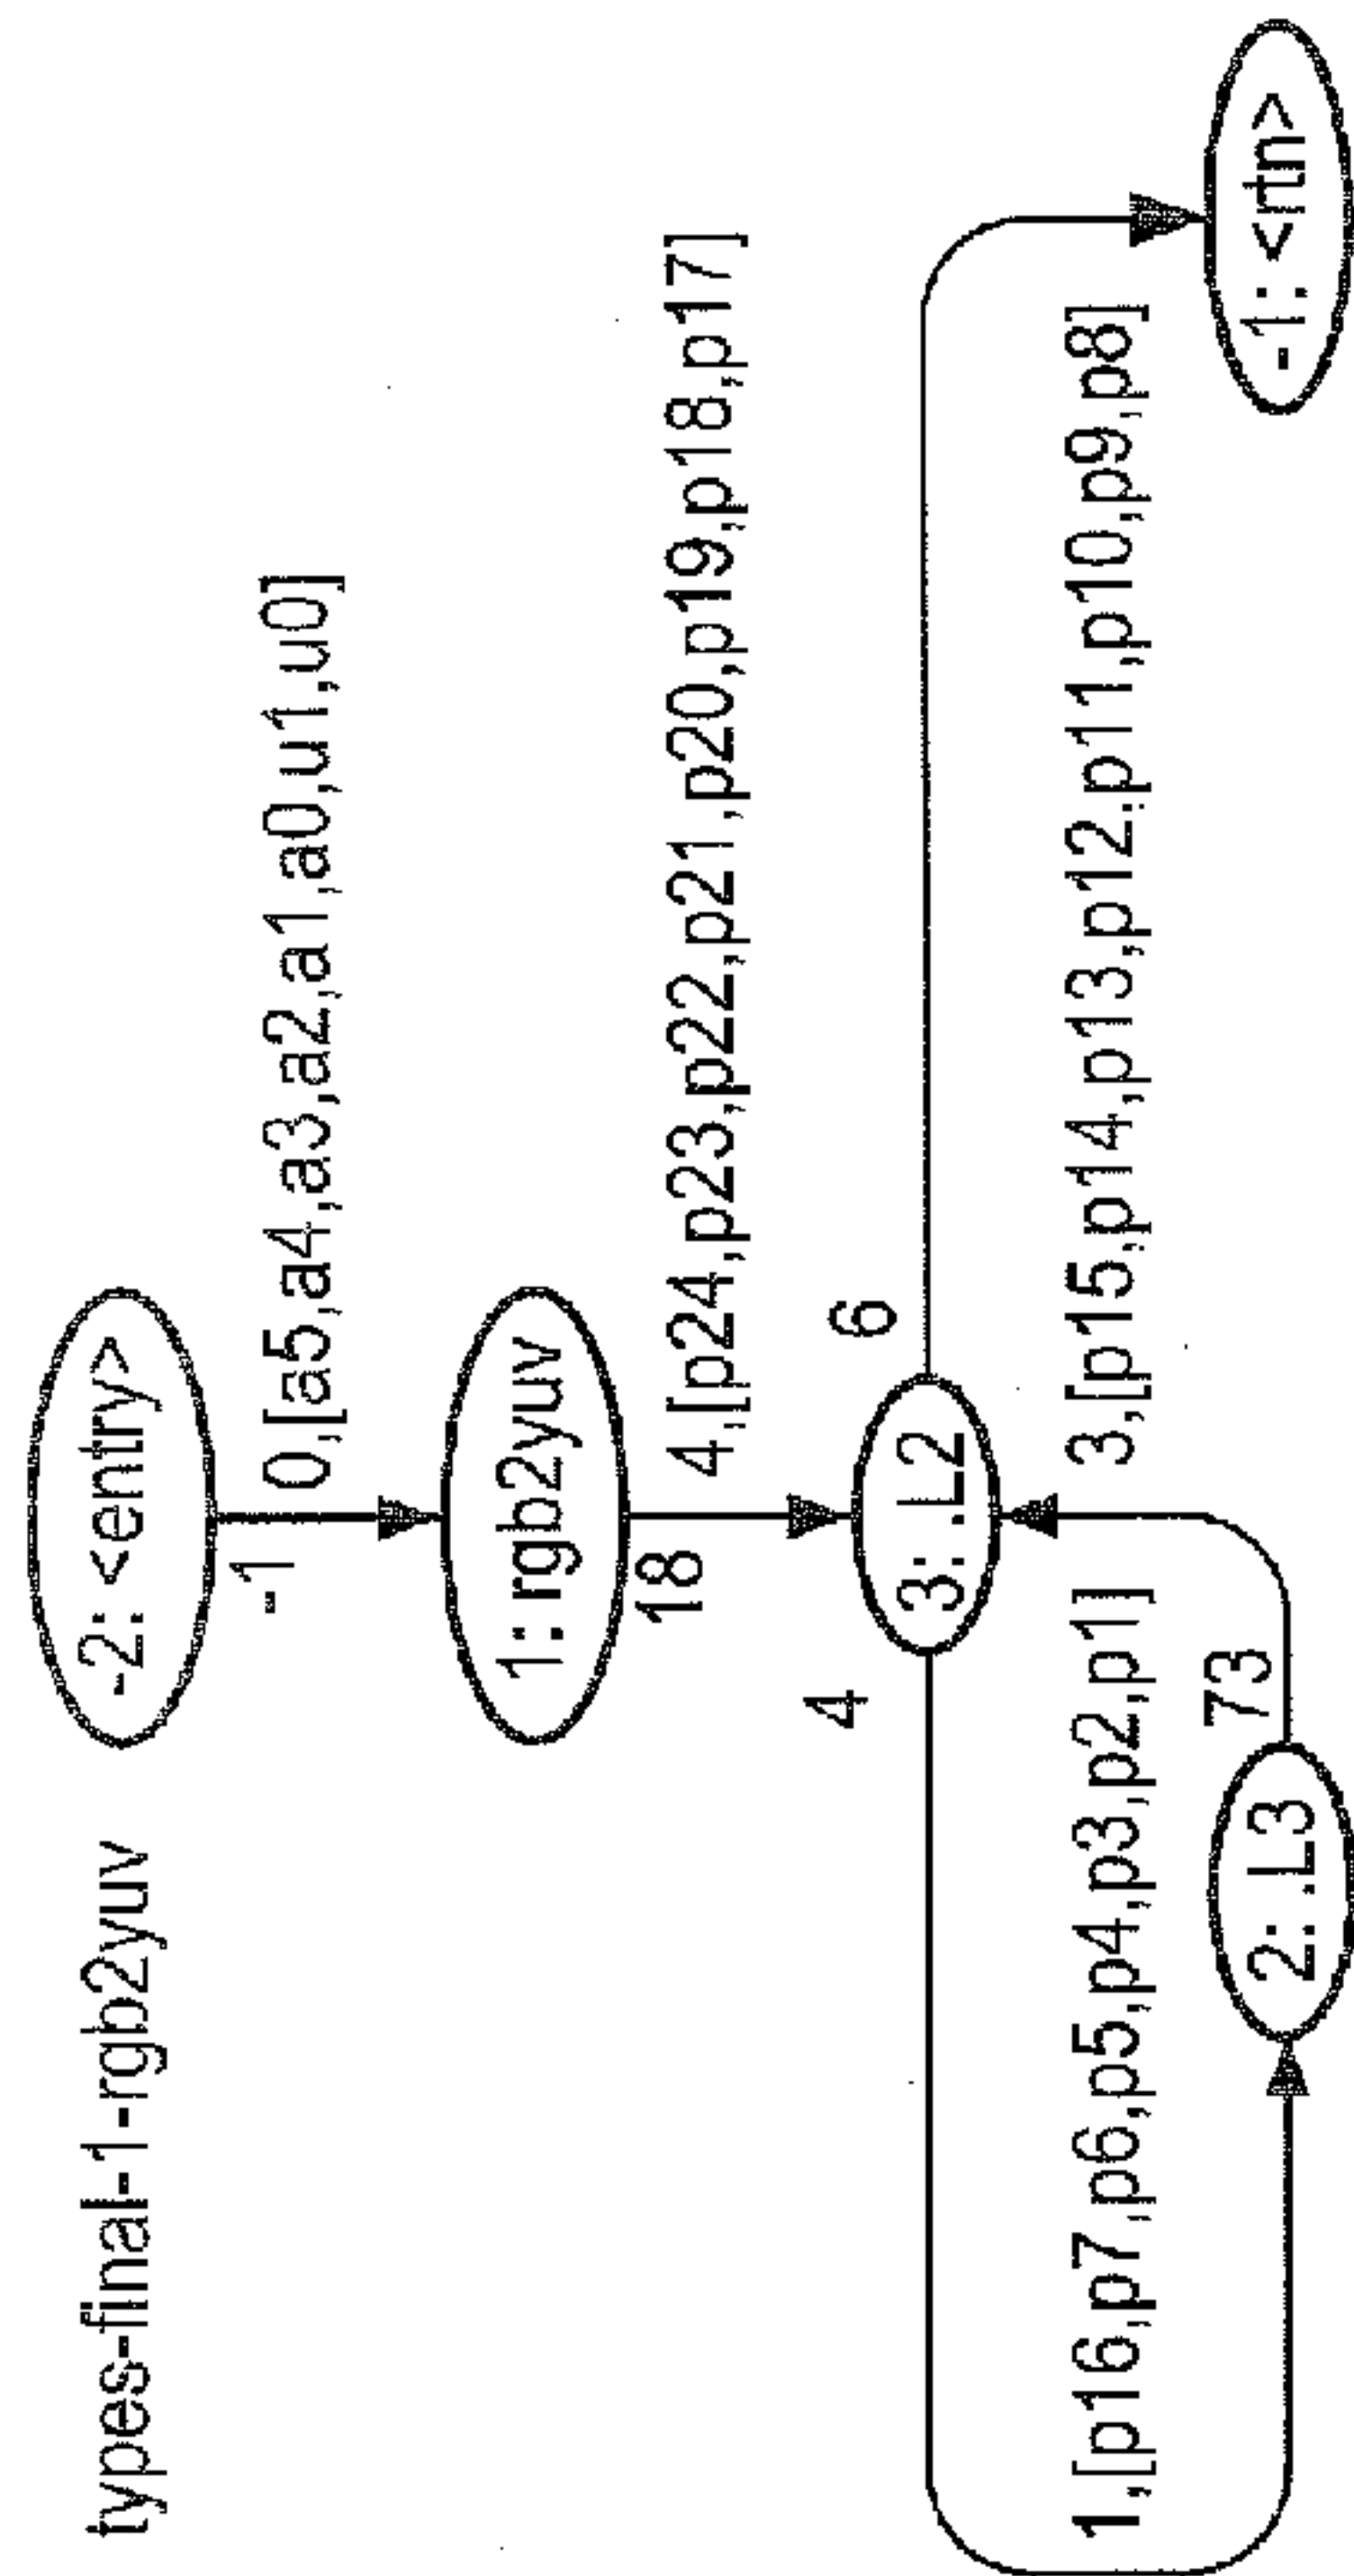 types-final-1-rgb2yuv
-2: <entry>
-1
0,[a5,a4,a3,a2,a1,a0,u1,u0]
1: rgb2yuv
18
4,[p24,p23,p22,p21,p20,p19,p18,p17]
4
3: .L2
6
1,[p16,p7,p6,p5,p4,p3,p2,p1]
3,[p15,p14,p13,p12,p11,p10,p9,p8]
73
2: .L3
-1: <rtn>